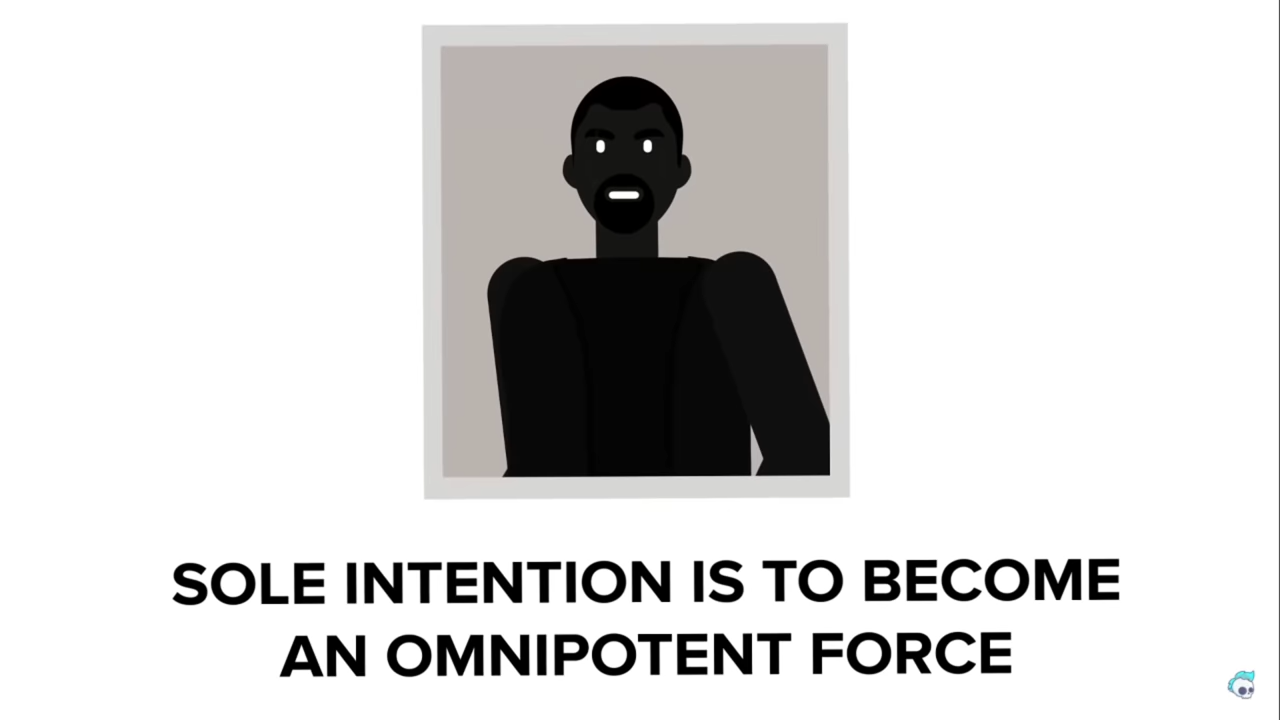 SOLE INTENTION IS TO BECOME
AN OMNIPOTENT FORCE